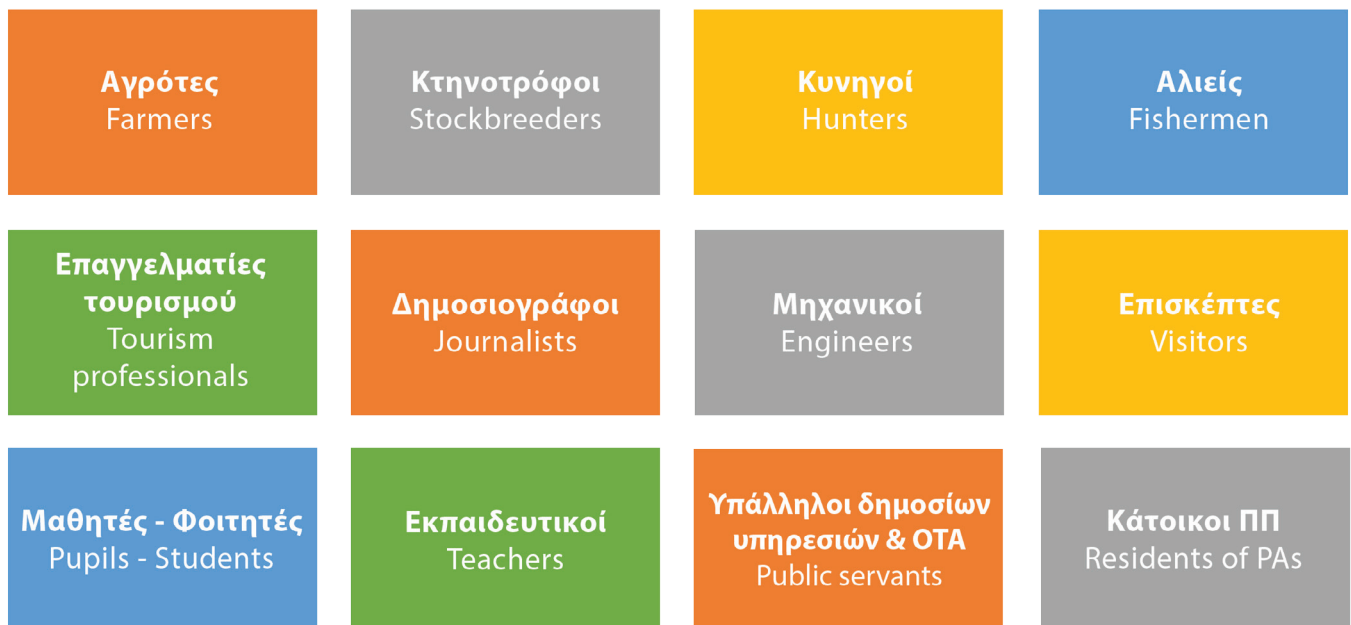 Αγρότες
Farmers
Κτηνοτρόφοι
Stockbreeders
Κυνηγοί
Hunters
Αλιείς
Fishermen
Επαγγελματίες
τουρισμού
Tourism
professionals
Δημοσιογράφοι
Journalists
Μηχανικοί
Engineers
Επισκέπτες
Visitors
Μαθητές - Φοιτητές
Pupils - Students
Εκπαιδευτικοί
Teachers
Υπάλληλοι δημοσίων
υπηρεσιών & ΟΤΑ
Public servants
Κάτοικοι ΠΠ
Residents of PAs